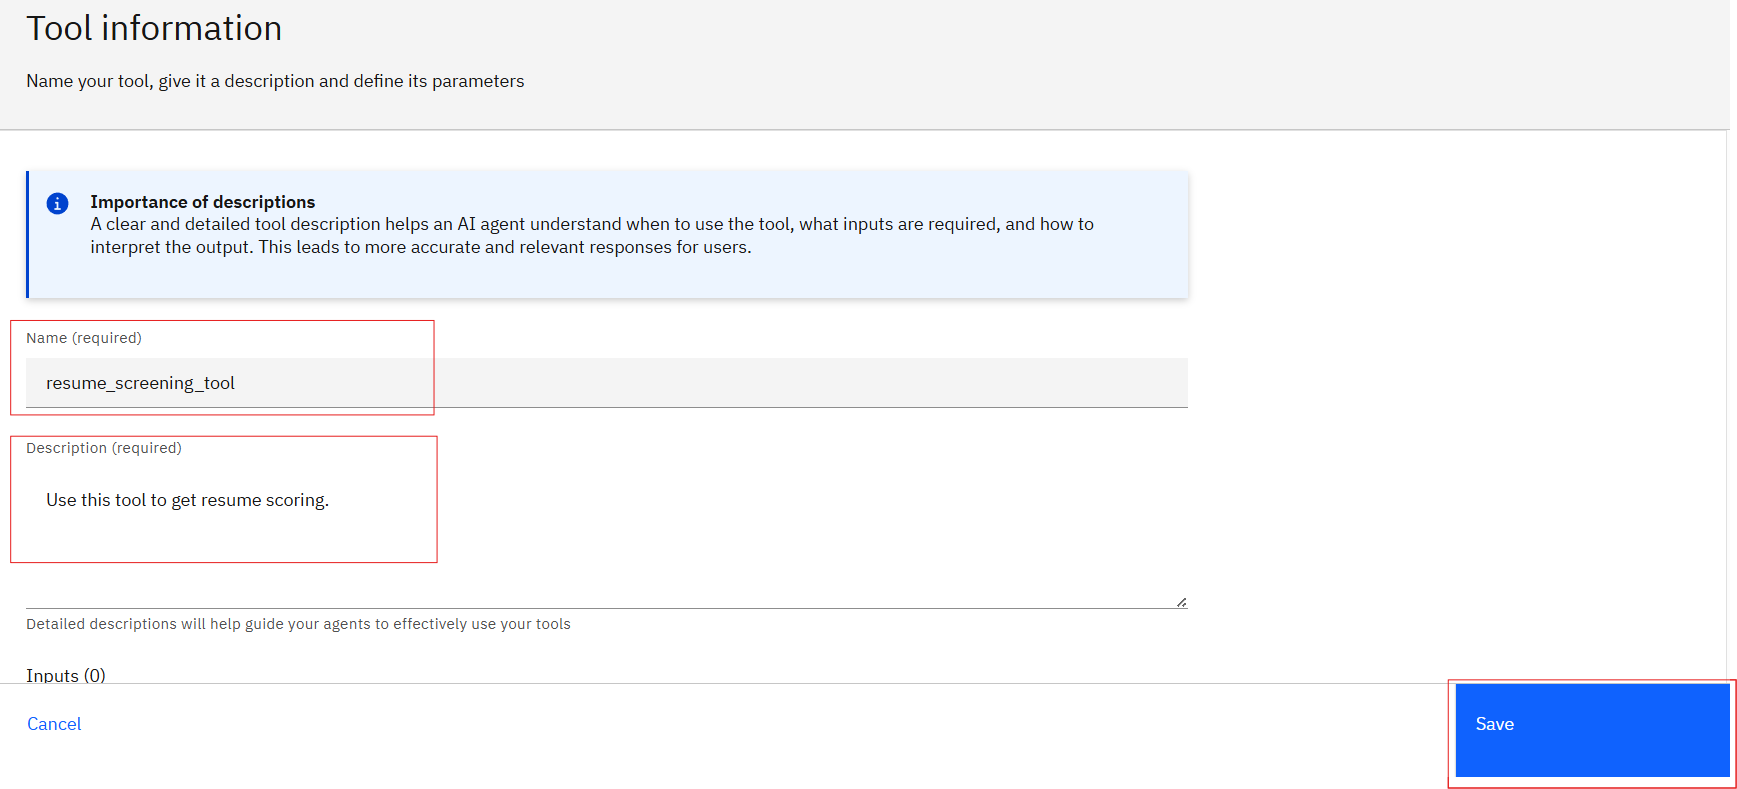 Tool information
Name your tool, give it a description and define its parameters
Importance of descriptions
A clear and detailed tool description helps an AI agent understand when to use the tool, what inputs are required, and how to
interpret the output. This leads to more accurate and relevant responses for users.
Name (required)
resume_screening_tool
Description (required)
Use this tool to get resume scoring.
Detailed descriptions will help guide your agents to effectively use your tools
Inputs (0)
Cancel
Save